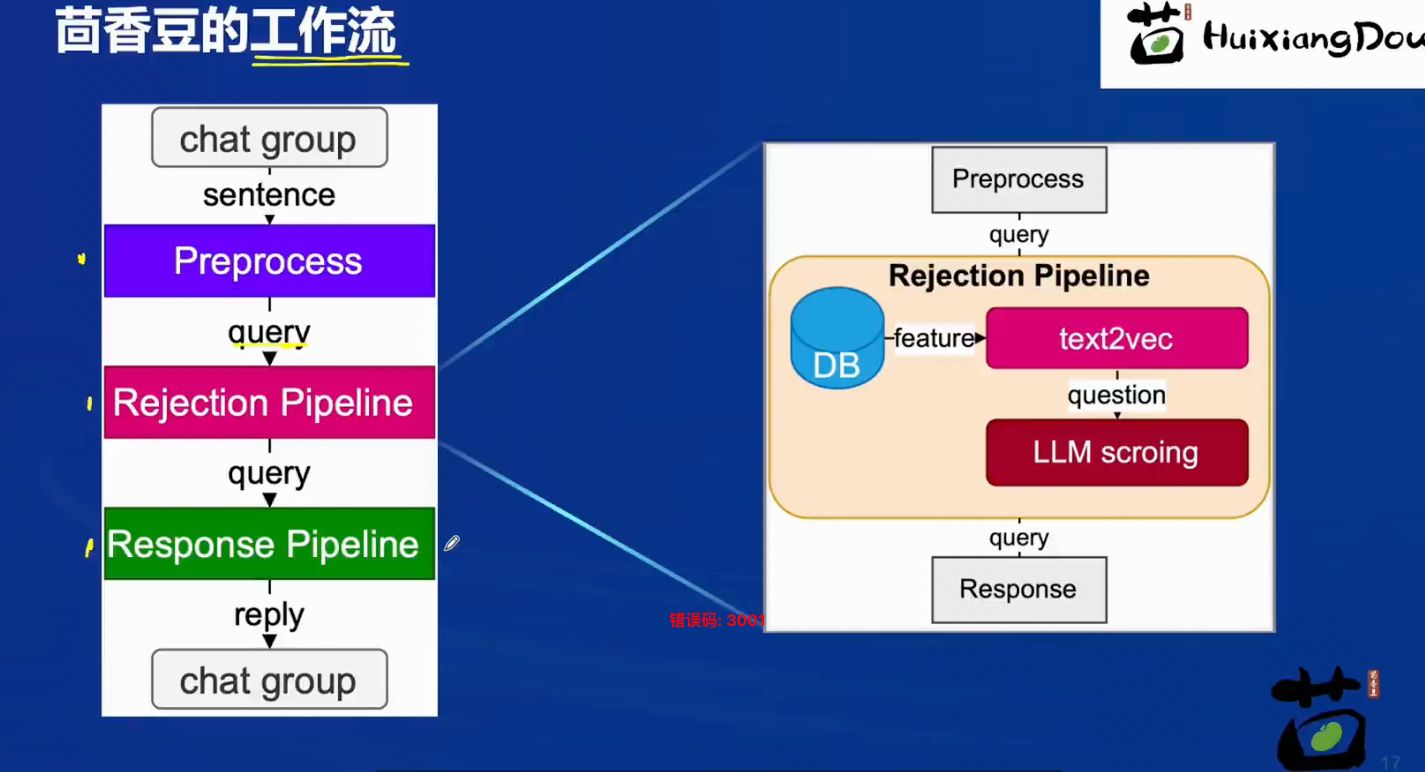 茴香豆的工作流
HuixiangDou
chat group
sentence
Preprocess
query
Rejection Pipeline
query
Response Pipeline
reply
chat group
Preprocess
query
Rejection Pipeline
DB
feature
text2vec
question
LLM scroing
query
Response
错误码: 3001
茴
17